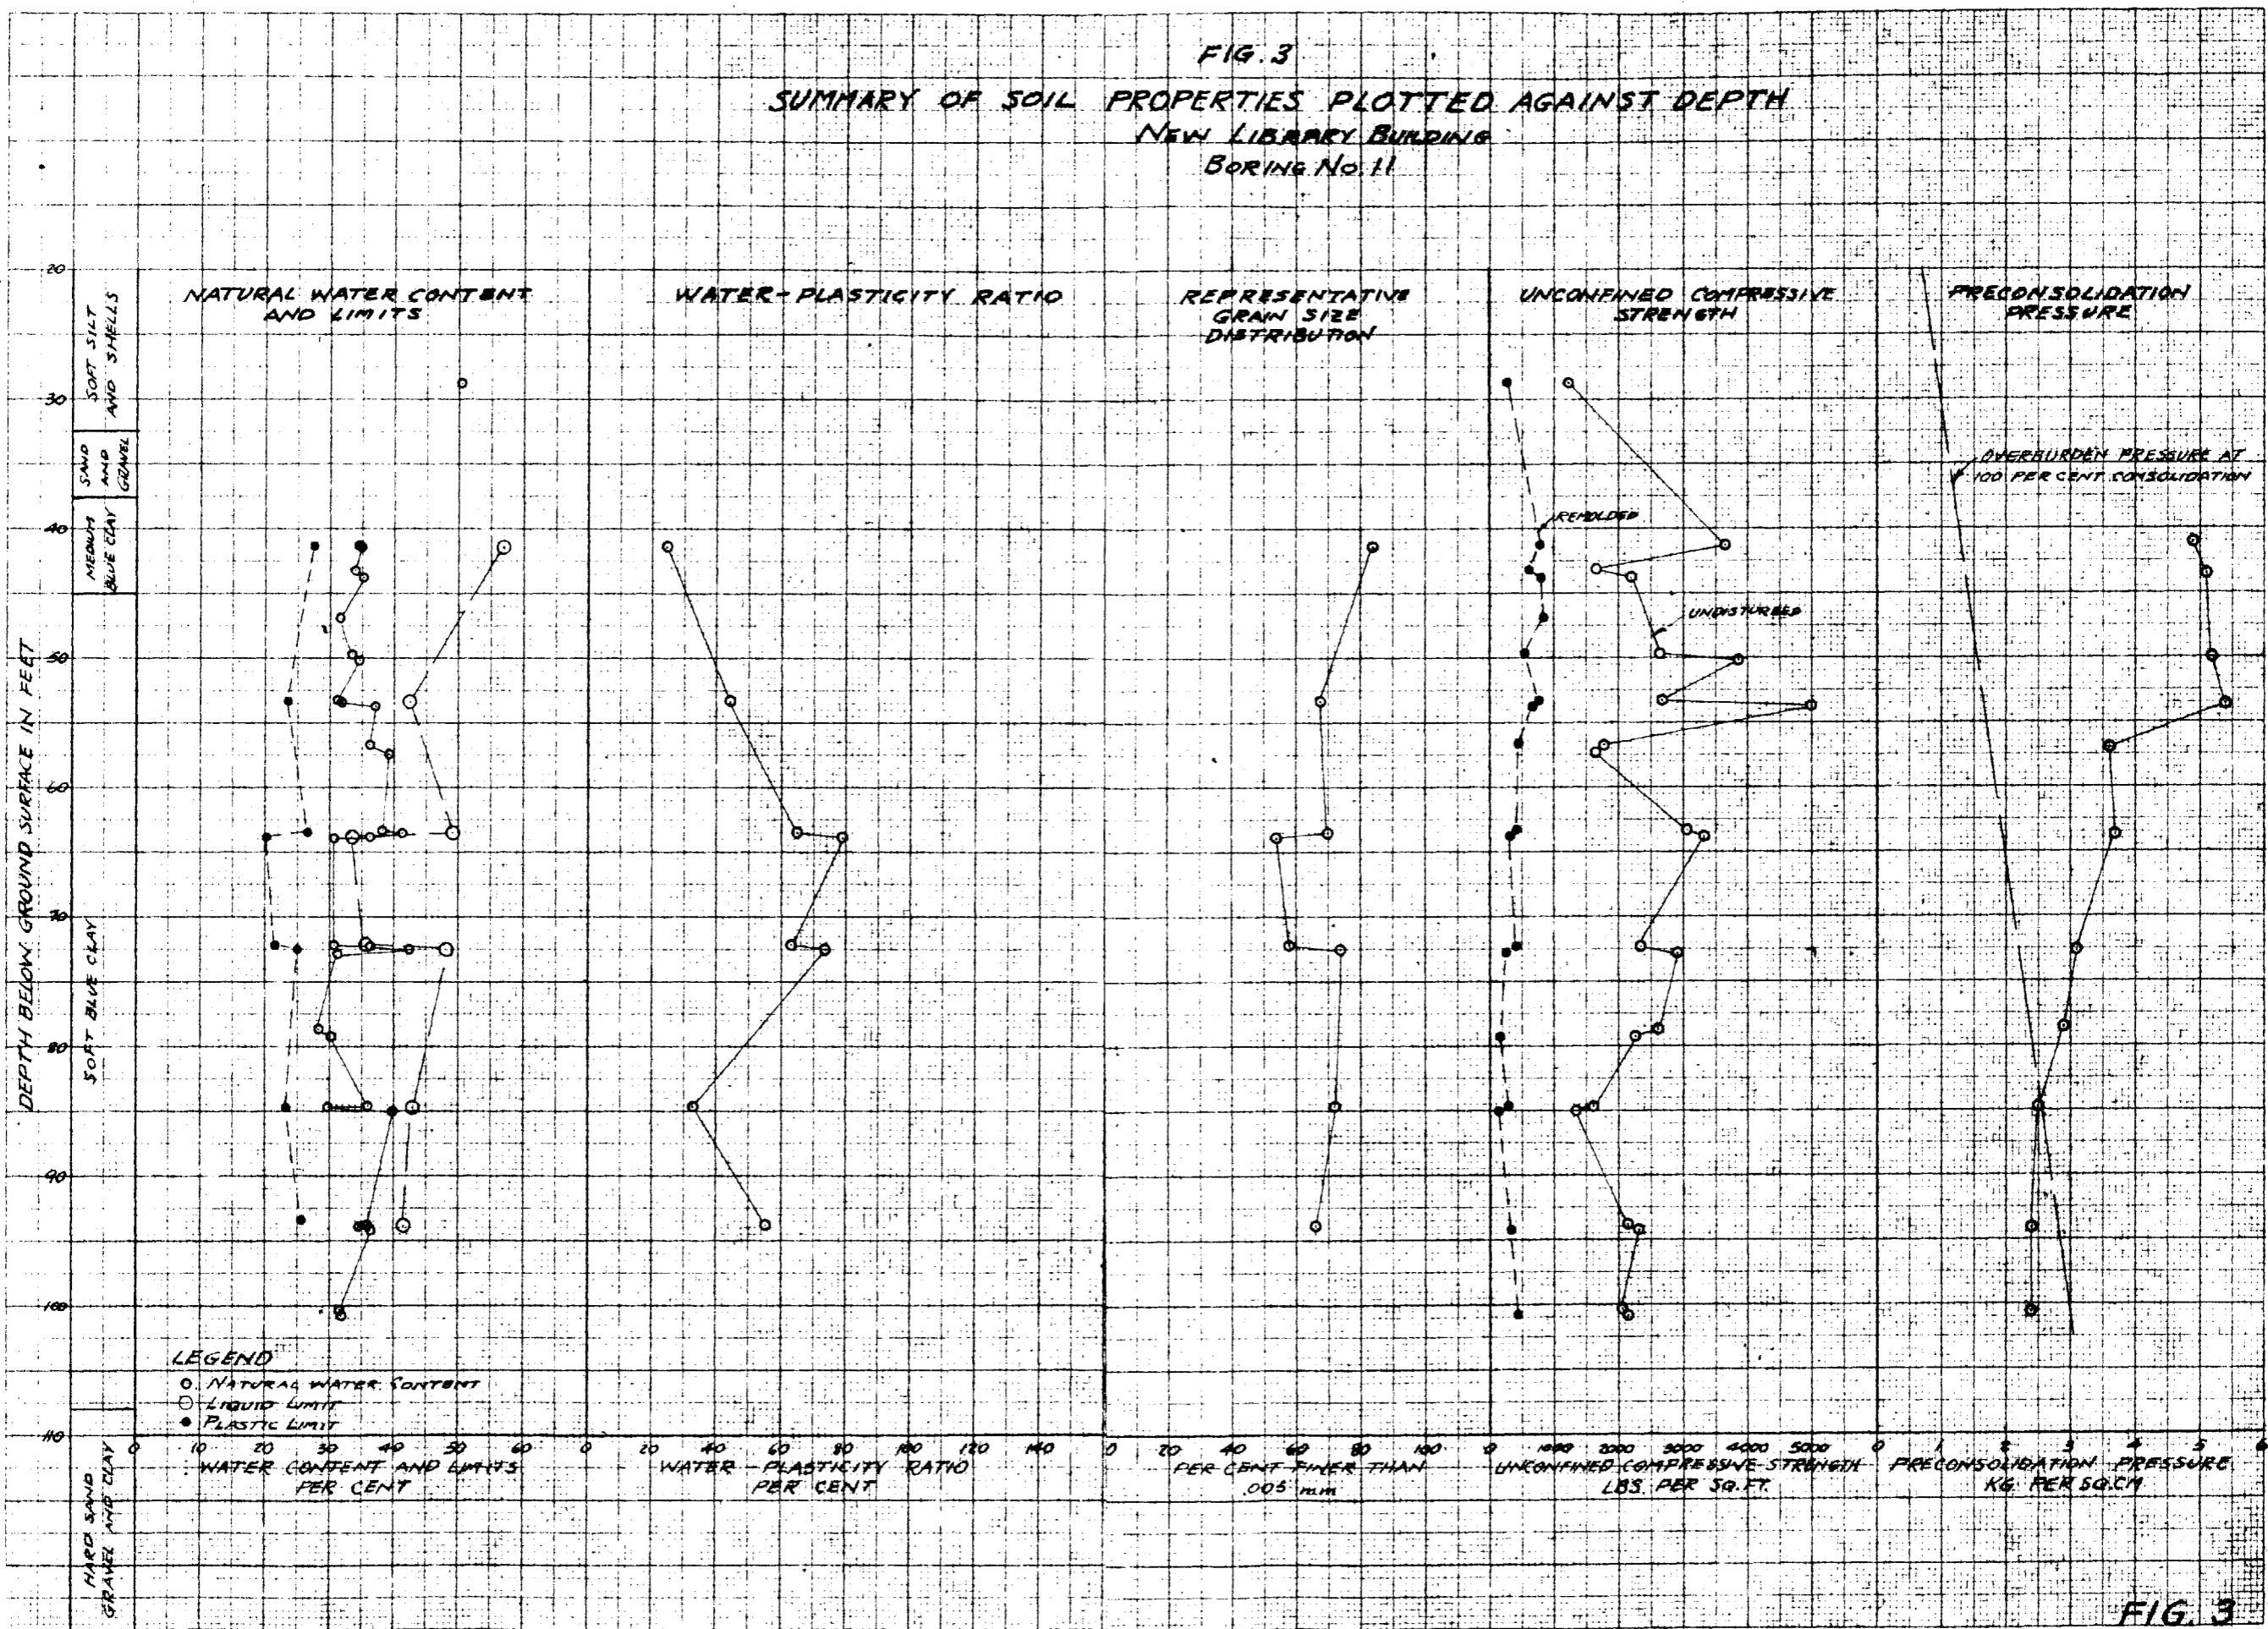 FIG. 3
SUMMARY OF SOIL PROPERTIES PLOTTED AGAINST DEPTH
NEW LIBRARY BUILDING
BORING NO. 11
NATURAL WATER CONTENT
AND LIMITS
WATER-PLASTICITY RATIO
REPRESENTATIVE
GRAIN SIZE
DISTRIBUTION
UNCONFINED COMPRESSIVE
STRENGTH
PRECONSOLIDATION
PRESSURE
DEPTH BELOW GROUND SURFACE IN FEET
20
30
40
50
60
70
80
90
100
110
SOFT SILT
AND SHELLS
SAND
AND
GRAVEL
MEDIUM
BLUE CLAY
SOFT BLUE CLAY
HARD SAND
GRAVEL AND CLAY
REMOLDED
UNDISTURBED
OVERBURDEN PRESSURE AT
100 PER CENT CONSOLIDATION
LEGEND
NATURAL WATER CONTENT
LIQUID LIMIT
PLASTIC LIMIT
0 10 20 30 40 50 60
WATER CONTENT AND LIMITS
PER CENT
0 20 40 60 80 100 120 140
WATER-PLASTICITY RATIO
PER CENT
0 20 40 60 80 100
PER CENT FINER THAN
.005 mm
0 1000 2000 3000 4000 5000
UNCONFINED COMPRESSIVE STRENGTH
LBS. PER SQ. FT.
0 1 2 3 4 5 6
PRECONSOLIDATION PRESSURE
KG. PER SQ. CM.
FIG. 3